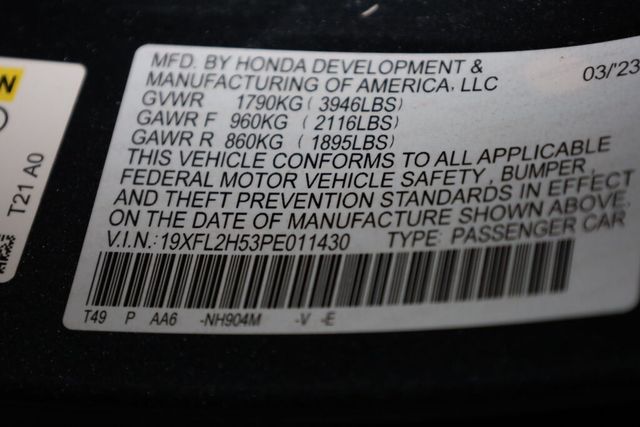 MFD. BY HONDA DEVELOPMENT &
MANUFACTURING OF AMERICA, LLC 03/'23
GVWR 1790KG ( 3946LBS)
GAWR F 960KG ( 2116LBS)
GAWR R 860KG ( 1895LBS)
THIS VEHICLE CONFORMS TO ALL APPLICABLE
FEDERAL MOTOR VEHICLE SAFETY, BUMPER,
AND THEFT PREVENTION STANDARDS IN EFFECT
ON THE DATE OF MANUFACTURE SHOWN ABOVE.
V.I.N.:19XFL2H53PE011430 TYPE: PASSENGER CAR
T49 P AA6 -NH904M -V -E
T21 A0